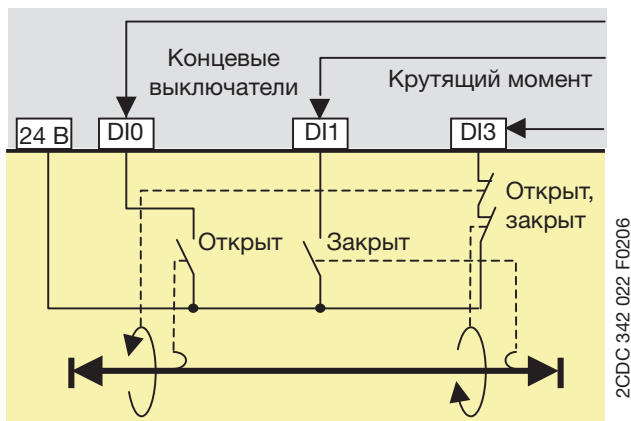 Концевые
выключатели
Крутящий момент
24 В
DI0
DI1
DI3
Открыт
Закрыт
Открыт,
закрыт
2CDC 342 022 F0206